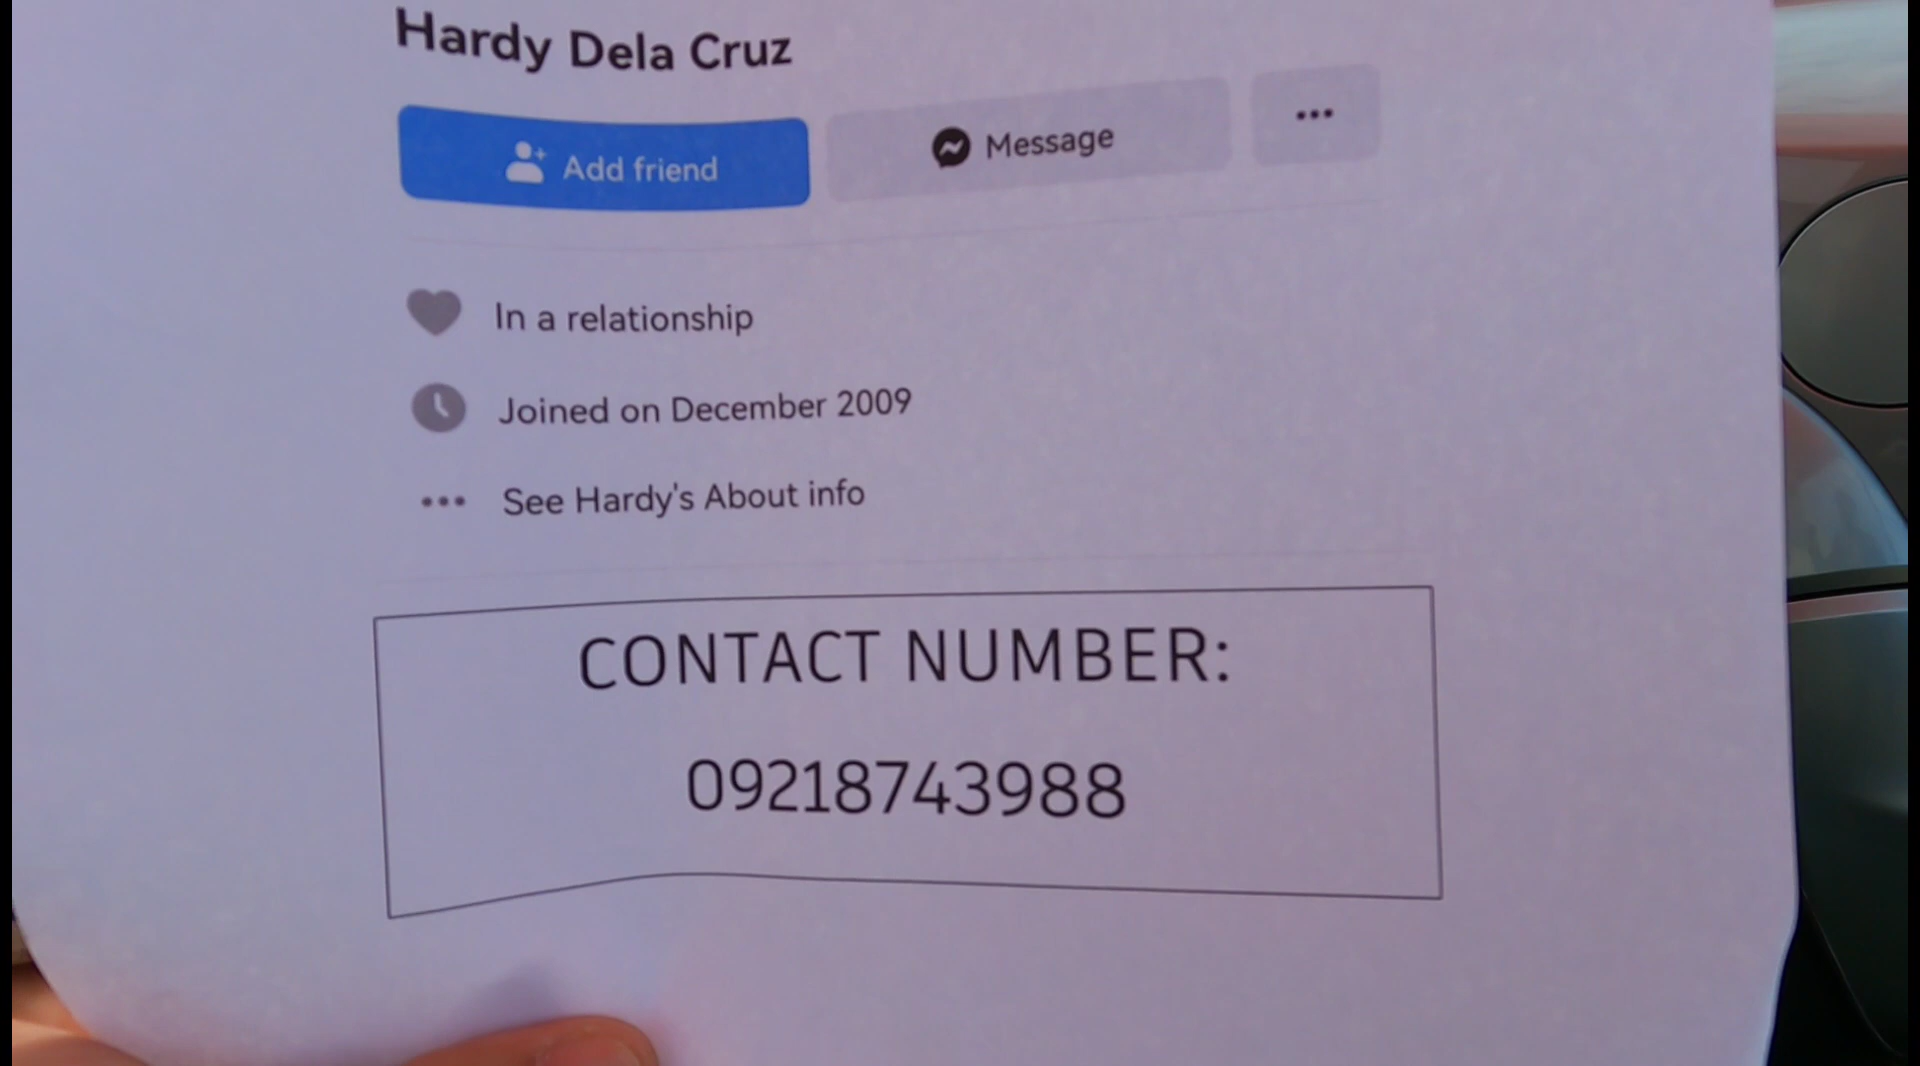 Hardy Dela Cruz
Add friend
Message
•••
In a relationship
Joined on December 2009
••• See Hardy's About info
CONTACT NUMBER:
09218743988